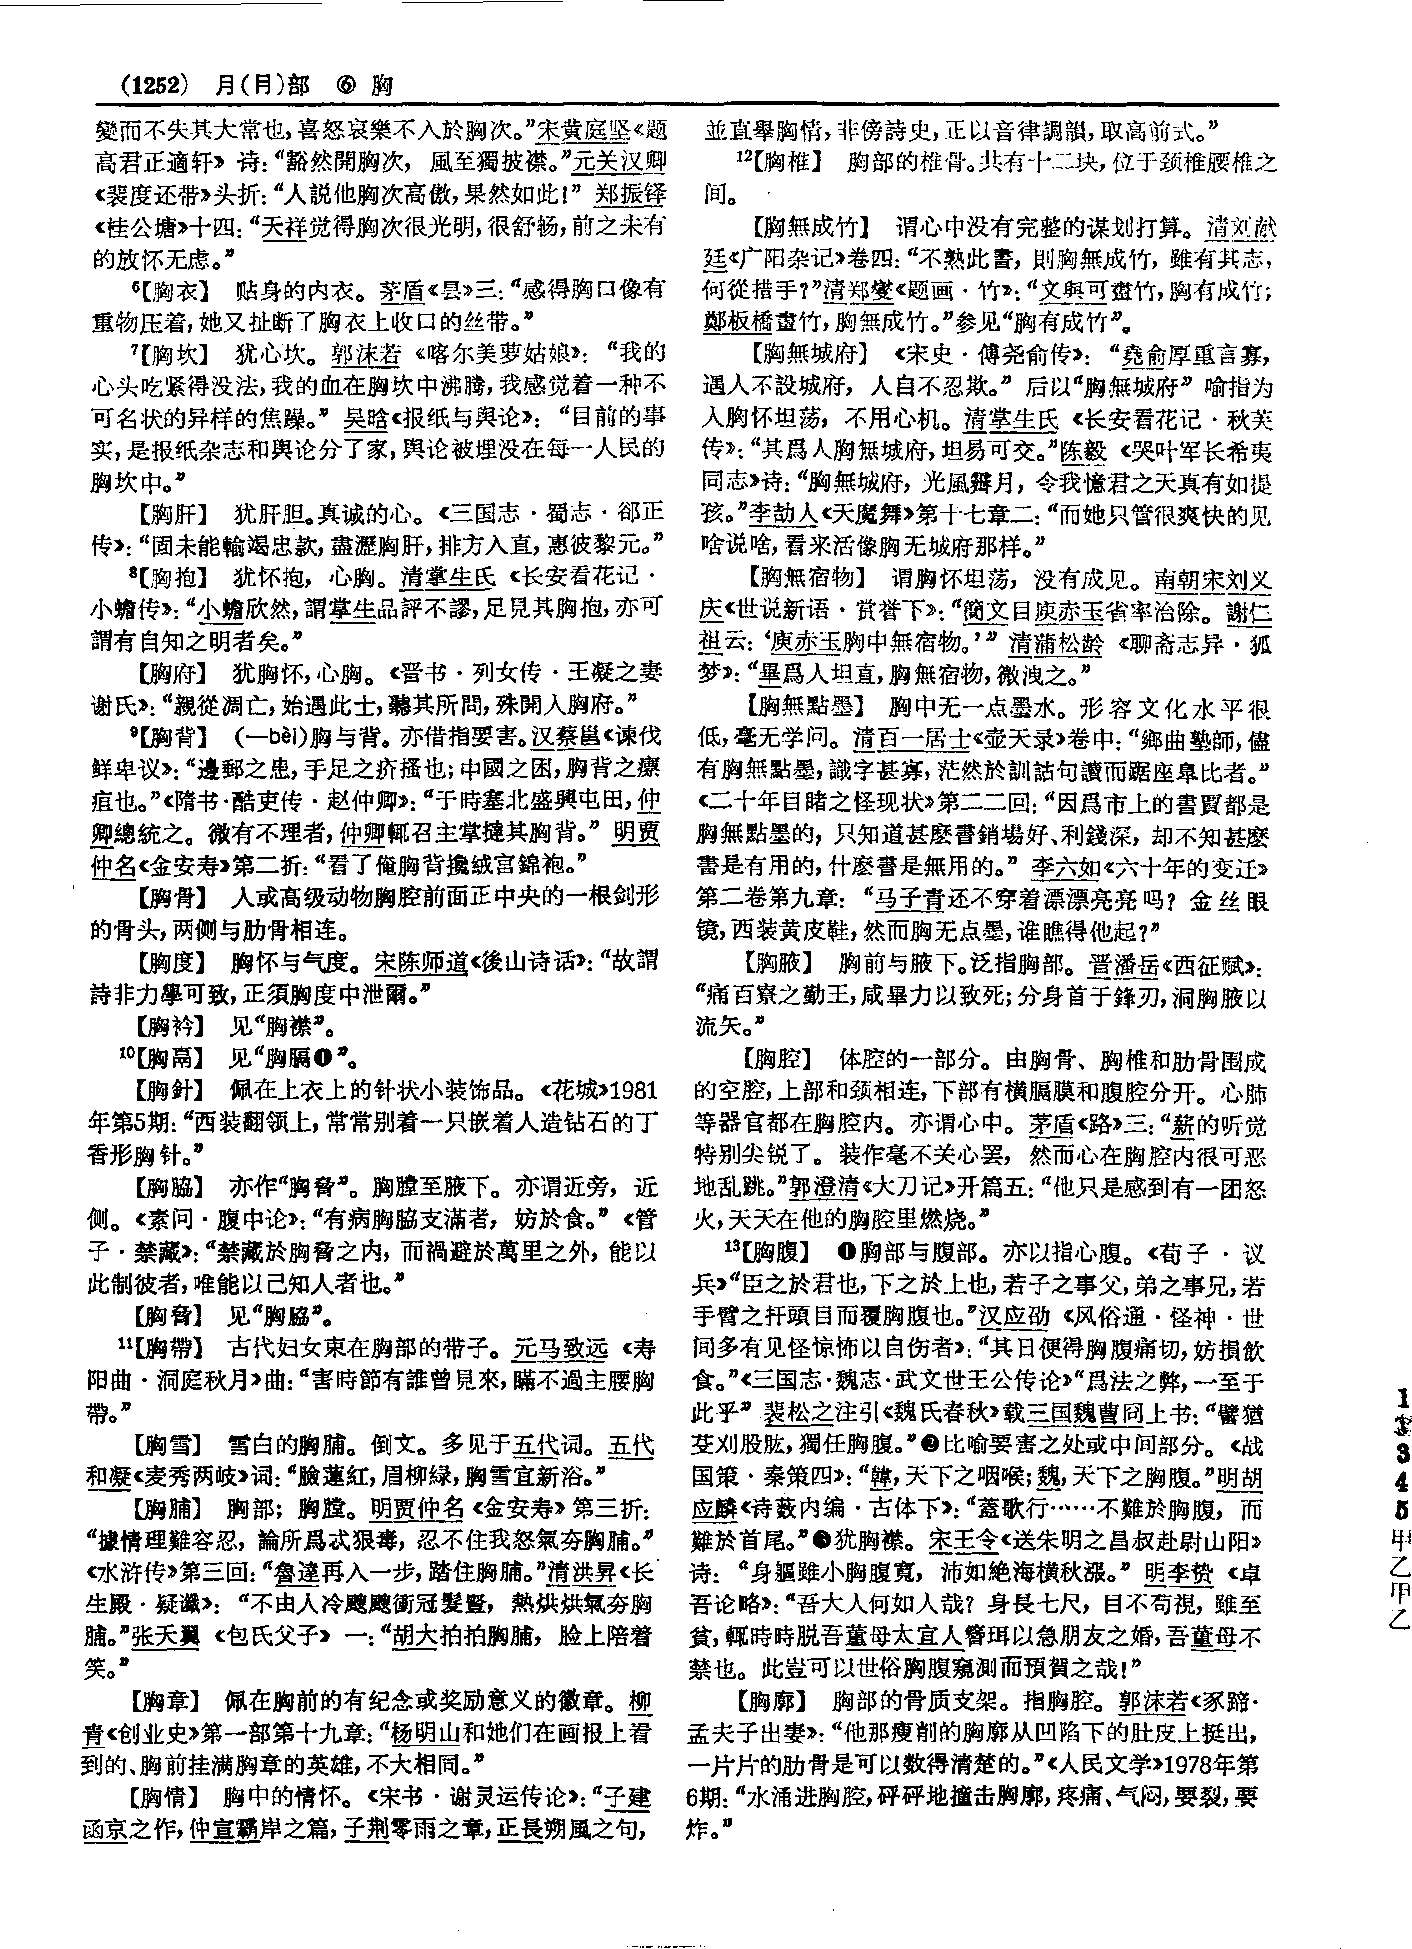 (1252) 月(⺼)部 ⑥ 胸
變而不失其大常也，喜怒哀樂不入於胸次。”宋黄庭坚《题
高君正適轩》诗：“豁然開胸次，風至獨披襟。”元关汉卿
《裴度还带》头折：“人説他胸次高傲，果然如此！”郑振铎
《桂公塘》十四：“天祥觉得胸次很光明，很舒畅，前之未有
的放怀无虑。”
⁶【胸衣】 贴身的内衣。茅盾《昙》三：“感得胸口像有
重物压着，她又扯断了胸衣上收口的丝带。”
⁷【胸坎】 犹心坎。郭沫若《喀尔美萝姑娘》：“我的
心头吃紧得没法，我的血在胸坎中沸腾，我感觉着一种不
可名状的异样的焦躁。”吴晗《报纸与舆论》：“目前的事
实，是报纸杂志和舆论分了家，舆论被埋没在每一人民的
胸坎中。”
【胸肝】 犹肝胆。真诚的心。《三国志·蜀志·郤正
传》：“固未能輸竭忠款，盡瀝胸肝，排方入直，惠彼黎元。”
⁸【胸抱】 犹怀抱，心胸。清掌生氏《长安看花记·
小蟾传》：“小蟾欣然，謂掌生品評不謬，足見其胸抱，亦可
謂有自知之明者矣。”
【胸府】 犹胸怀，心胸。《晋书·列女传·王凝之妻
谢氏》：“親從凋亡，始遇此士，聽其所問，殊開人胸府。”
⁹【胸背】 (—bèi)胸与背。亦借指要害。汉蔡邕《谏伐
鲜卑议》：“邊郵之患，手足之疥搔也；中國之困，胸背之瘭
疽也。”《隋书·酷吏传·赵仲卿》：“于時塞北盛興屯田，仲
卿總統之。微有不理者，仲卿輒召主掌撻其胸背。”明贾
仲名《金安寿》第二折：“看了俺胸背攙絨宫錦袍。”
【胸骨】 人或高级动物胸腔前面正中央的一根剑形
的骨头，两侧与肋骨相连。
【胸度】 胸怀与气度。宋陈师道《後山诗话》：“故謂
詩非力學可致，正須胸度中泄爾。”
【胸衿】 见“胸襟”。
¹⁰【胸鬲】 见“胸膈❶”。
【胸針】 佩在上衣上的针状小装饰品。《花城》1981
年第5期：“西装翻领上，常常别着一只嵌着人造钻石的丁
香形胸针。”
【胸脇】 亦作“胸脅”。胸膛至腋下。亦谓近旁，近
侧。《素问·腹中论》：“有病胸脇支滿者，妨於食。”《管
子·禁藏》：“禁藏於胸脅之内，而禍避於萬里之外，能以
此制彼者，唯能以己知人者也。”
【胸脅】 见“胸脇”。
¹¹【胸帶】 古代妇女束在胸部的带子。元马致远《寿
阳曲·洞庭秋月》曲：“害時節有誰曾見來，瞞不過主腰胸
帶。”
【胸雪】 雪白的胸脯。倒文。多见于五代词。五代
和凝《麦秀两岐》词：“臉蓮紅，眉柳緑，胸雪宜新浴。”
【胸脯】 胸部；胸膛。明贾仲名《金安寿》第三折：
“據情理難容忍，論所爲忒狠毒，忍不住我怒氣夯胸脯。”
《水浒传》第三回：“魯達再入一步，踏住胸脯。”清洪昇《长
生殿·疑讖》：“不由人冷颼颼衝冠髮豎，熱烘烘氣夯胸
脯。”张天翼《包氏父子》一：“胡大拍拍胸脯，脸上陪着
笑。”
【胸章】 佩在胸前的有纪念或奖励意义的徽章。柳
青《创业史》第一部第十九章：“杨明山和她们在画报上看
到的、胸前挂满胸章的英雄，不大相同。”
【胸情】 胸中的情怀。《宋书·谢灵运传论》：“子建
函京之作，仲宣霸岸之篇，子荆零雨之章，正長朔風之句，
並直舉胸情，非傍詩史，正以音律調韻，取高前式。”
¹²【胸椎】 胸部的椎骨。共有十二块，位于颈椎腰椎之
间。
【胸無成竹】 谓心中没有完整的谋划打算。清刘献
廷《广阳杂记》卷四：“不熟此書，則胸無成竹，雖有其志，
何從措手？”清郑燮《题画·竹》：“文與可畫竹，胸有成竹；
鄭板橋畫竹，胸無成竹。”参见“胸有成竹”。
【胸無城府】 《宋史·傅尧俞传》：“堯俞厚重言寡，
遇人不設城府，人自不忍欺。”后以“胸無城府”喻指为
人胸怀坦荡，不用心机。清掌生氏《长安看花记·秋芙
传》：“其爲人胸無城府，坦易可交。”陈毅《哭叶军长希夷
同志》诗：“胸無城府，光風霽月，令我憶君之天真有如提
孩。”李劼人《天魔舞》第十七章二：“而她只管很爽快的见
啥说啥，看来活像胸无城府那样。”
【胸無宿物】 谓胸怀坦荡，没有成见。南朝宋刘义
庆《世说新语·赏誉下》：“簡文目庾赤玉省率治除。謝仁
祖云：‘庾赤玉胸中無宿物。’”清蒲松龄《聊斋志异·狐
梦》：“畢爲人坦直，胸無宿物，微洩之。”
【胸無點墨】 胸中无一点墨水。形容文化水平很
低，毫无学问。清百一居士《壶天录》卷中：“鄉曲塾師，儘
有胸無點墨，識字甚寡，茫然於訓詁句讀而踞座皐比者。”
《二十年目睹之怪现状》第二二回：“因爲市上的書賈都是
胸無點墨的，只知道甚麽書銷場好、利錢深，却不知甚麽
書是有用的，什麽書是無用的。”李六如《六十年的变迁》
第二卷第九章：“马子青还不穿着漂漂亮亮吗？金丝眼
镜，西装黄皮鞋，然而胸无点墨，谁瞧得他起？”
【胸腋】 胸前与腋下。泛指胸部。晋潘岳《西征赋》：
“痛百寮之勤王，咸畢力以致死；分身首于鋒刃，洞胸腋以
流矢。”
【胸腔】 体腔的一部分。由胸骨、胸椎和肋骨围成
的空腔，上部和颈相连，下部有横膈膜和腹腔分开。心肺
等器官都在胸腔内。亦谓心中。茅盾《路》三：“薪的听觉
特别尖锐了。装作毫不关心罢，然而心在胸腔内很可恶
地乱跳。”郭澄清《大刀记》开篇五：“他只是感到有一团怒
火，天天在他的胸腔里燃烧。”
¹³【胸腹】 ❶胸部与腹部。亦以指心腹。《荀子·议
兵》“臣之於君也，下之於上也，若子之事父，弟之事兄，若
手臂之扞頭目而覆胸腹也。”汉应劭《风俗通·怪神·世
间多有见怪惊怖以自伤者》：“其日便得胸腹痛切，妨損飲
食。”《三国志·魏志·武文世王公传论》“爲法之弊，一至于
此乎”裴松之注引《魏氏春秋》载三国魏曹冏上书：“譬猶
芟刈股肱，獨任胸腹。”❷比喻要害之处或中间部分。《战
国策·秦策四》：“韓，天下之咽喉；魏，天下之胸腹。”明胡
应麟《诗薮内编·古体下》：“蓋歌行……不難於胸腹，而
難於首尾。”❸犹胸襟。宋王令《送朱明之昌叔赴尉山阳》
诗：“身軀雖小胸腹寬，沛如絶海横秋漲。”明李贽《卓
吾论略》：“吾大人何如人哉？身長七尺，目不苟視，雖至
貧，輒時時脱吾董母太宜人簪珥以急朋友之婚，吾董母不
禁也。此豈可以世俗胸腹窺測而預賀之哉！”
【胸廓】 胸部的骨质支架。指胸腔。郭沫若《豕蹄·
孟夫子出妻》：“他那瘦削的胸廓从凹陷下的肚皮上挺出，
一片片的肋骨是可以数得清楚的。”《人民文学》1978年第
6期：“水涌进胸腔，砰砰地撞击胸廓，疼痛、气闷，要裂，要
炸。”
1
3
4
5
甲
乙
甲
乙